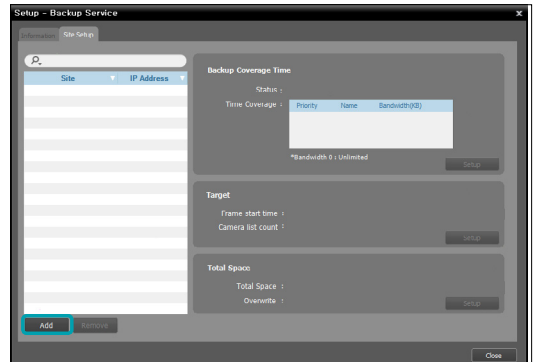 Setup - Backup Service
x
Information
Site Setup
Site
IP Address
Backup Coverage Time
Status :
Time Coverage :
Priority
Name
Bandwidth(KB)
*Bandwidth 0 : Unlimited
Setup
Target
Frame start time :
Camera list count :
Setup
Total Space
Total Space :
Overwrite :
Setup
Add
Remove
Close